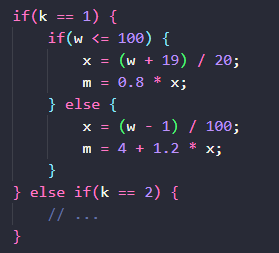 if(k == 1) {
    if(w <= 100) {
        x = (w + 19) / 20;
        m = 0.8 * x;
    } else {
        x = (w - 1) / 100;
        m = 4 + 1.2 * x;
    }
} else if(k == 2) {
    // ...
}